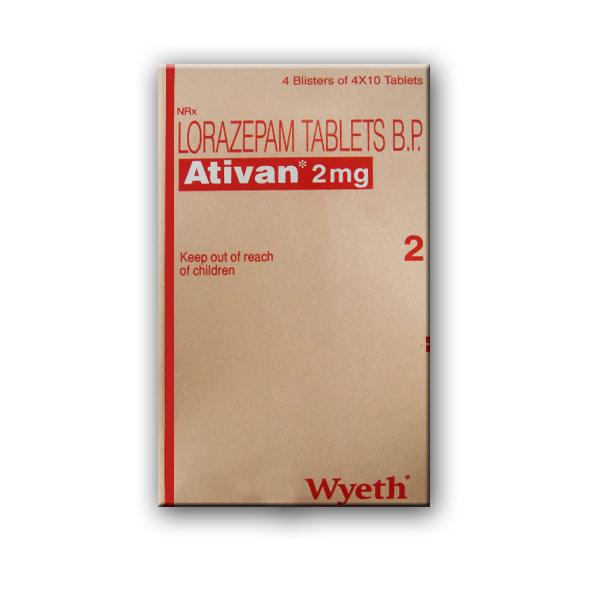 4 Blisters of 4X10 Tablets
NRx
LORAZEPAM TABLETS B.P.
Ativan* 2mg
Keep out of reach
of children
2
Wyeth®